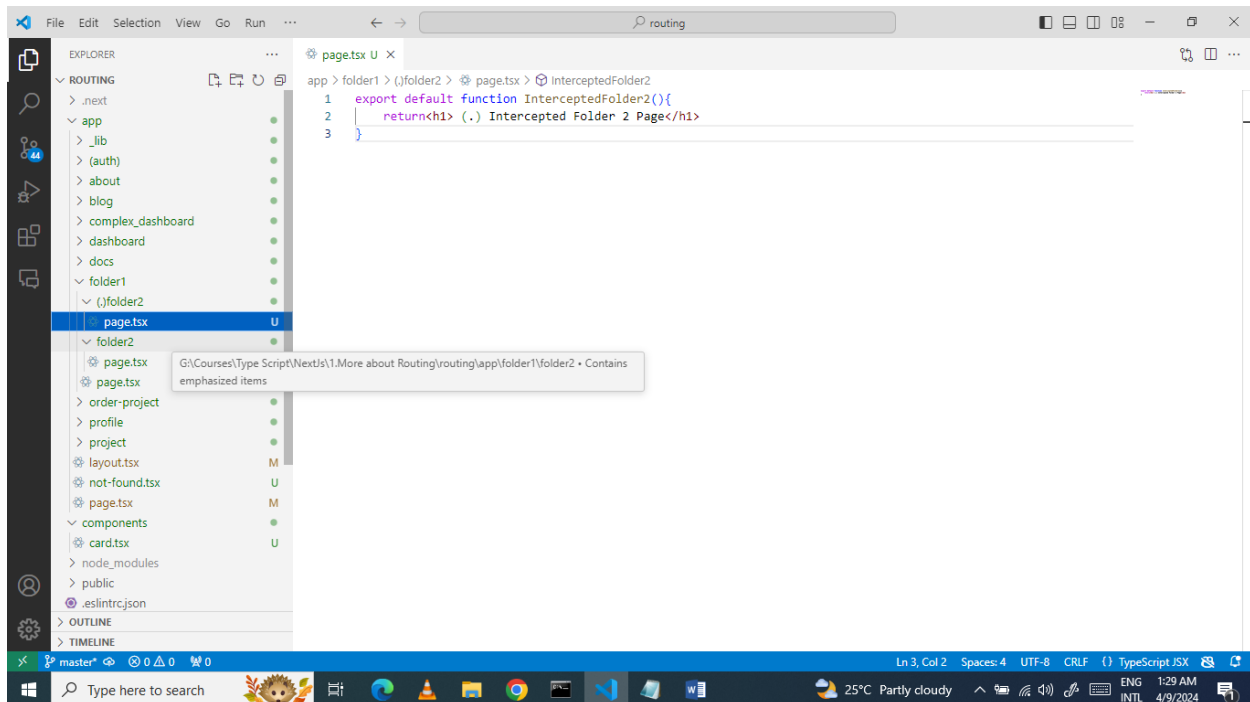 File Edit Selection View Go Run ···
routing
EXPLORER
page.tsx U
ROUTING
app > folder1 > (.)folder2 > page.tsx > InterceptedFolder2
.next
app
_lib
(auth)
about
blog
complex_dashboard
dashboard
docs
folder1
(.)folder2
page.tsx U
folder2
page.tsx
page.tsx
order-project
profile
project
layout.tsx M
not-found.tsx U
page.tsx M
components
card.tsx U
node_modules
public
.eslintrc.json
OUTLINE
TIMELINE
1 export default function InterceptedFolder2(){
2 return<h1> (.) Intercepted Folder 2 Page</h1>
3 }
G:\Courses\Type Script\NextJs\1.More about Routing\routing\app\folder1\folder2 • Contains
emphasized items
44
master* 0 0 0
Ln 3, Col 2 Spaces: 4 UTF-8 CRLF {} TypeScript JSX
Type here to search
25°C Partly cloudy
ENG
INTL
1:29 AM
4/9/2024
1